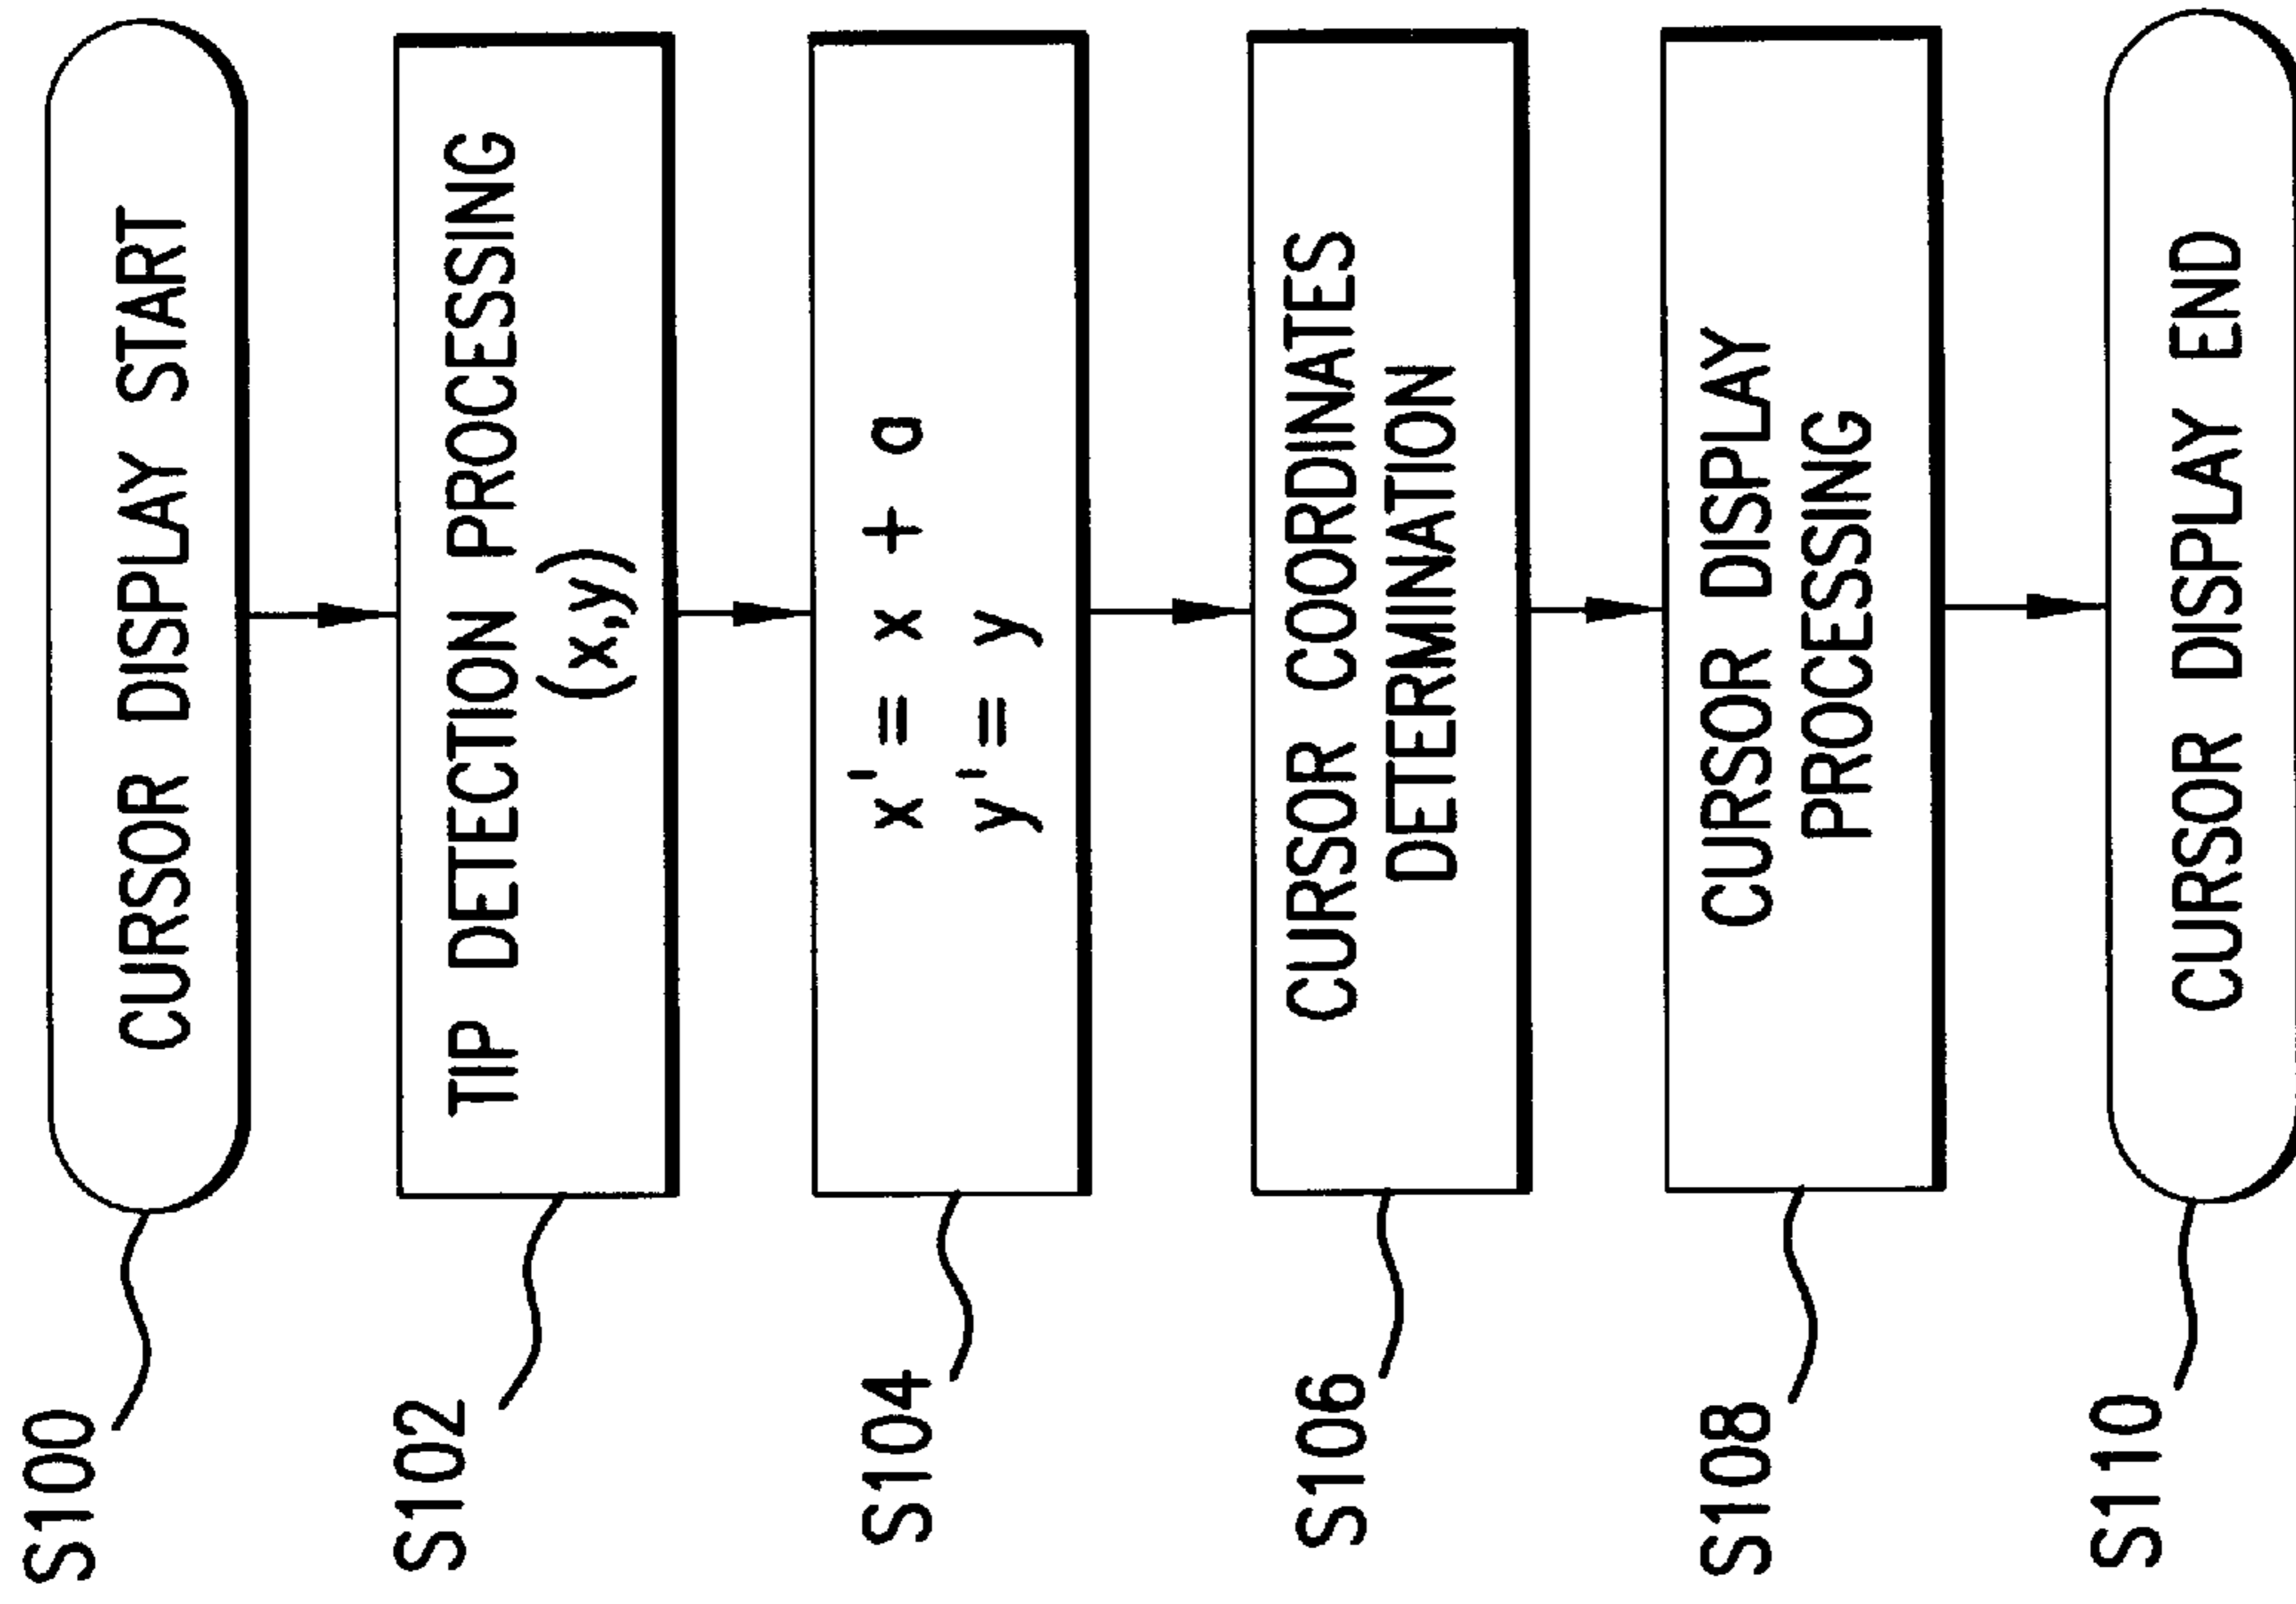 S100
CURSOR DISPLAY START
S102
TIP DETECTION PROCESSING
(x,y)
S104
x' = x + a
y' = y
S106
CURSOR COORDINATES
DETERMINATION
S108
CURSOR DISPLAY
PROCESSING
S110
CURSOR DISPLAY END